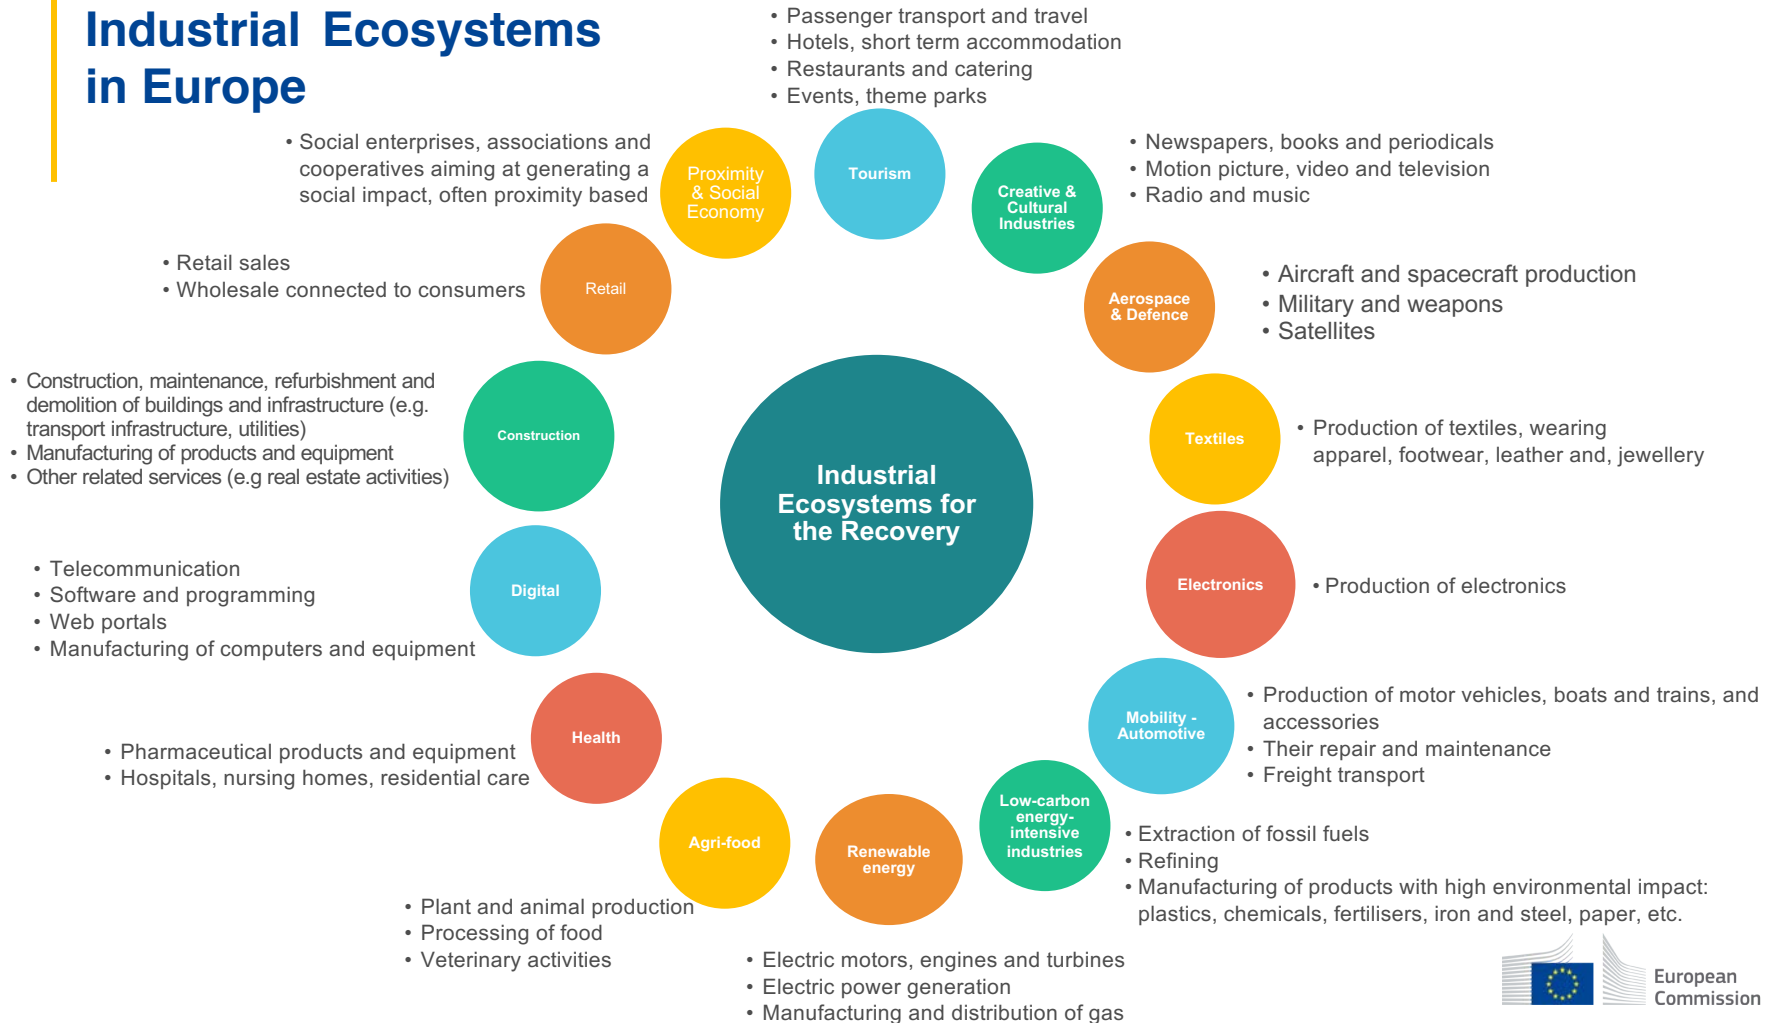 Industrial Ecosystems
in Europe
• Passenger transport and travel
• Hotels, short term accommodation
• Restaurants and catering
• Events, theme parks
Tourism
• Newspapers, books and periodicals
• Motion picture, video and television
• Radio and music
Creative &
Cultural
Industries
• Aircraft and spacecraft production
• Military and weapons
• Satellites
Aerospace
& Defence
Textiles
• Production of textiles, wearing
apparel, footwear, leather and, jewellery
Electronics
• Production of electronics
Mobility -
Automotive
• Production of motor vehicles, boats and trains, and
accessories
• Their repair and maintenance
• Freight transport
Low-carbon
energy-
intensive
industries
• Extraction of fossil fuels
• Refining
• Manufacturing of products with high environmental impact:
plastics, chemicals, fertilisers, iron and steel, paper, etc.
Renewable
energy
• Electric motors, engines and turbines
• Electric power generation
• Manufacturing and distribution of gas
Agri-food
• Plant and animal production
• Processing of food
• Veterinary activities
Health
• Pharmaceutical products and equipment
• Hospitals, nursing homes, residential care
Digital
• Telecommunication
• Software and programming
• Web portals
• Manufacturing of computers and equipment
Construction
• Construction, maintenance, refurbishment and
demolition of buildings and infrastructure (e.g.
transport infrastructure, utilities)
• Manufacturing of products and equipment
• Other related services (e.g real estate activities)
Retail
• Retail sales
• Wholesale connected to consumers
Proximity
& Social
Economy
• Social enterprises, associations and
cooperatives aiming at generating a
social impact, often proximity based
Industrial
Ecosystems for
the Recovery
European
Commission